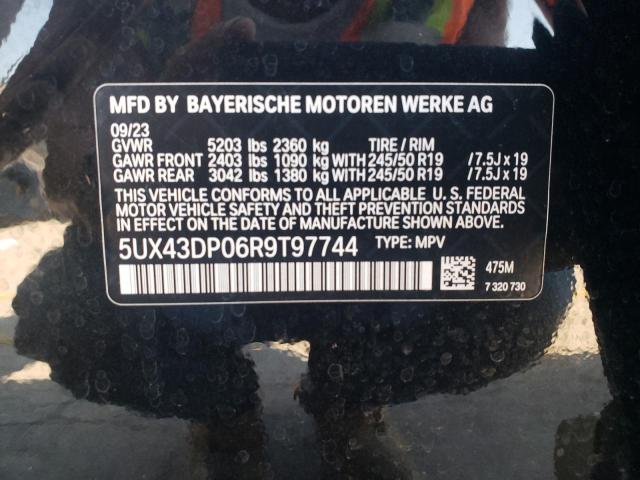 MFD BY BAYERISCHE MOTOREN WERKE AG
09/23
GVWR 5203 lbs 2360 kg TIRE / RIM
GAWR FRONT 2403 lbs 1090 kg WITH 245/50 R19 / 7.5J x 19
GAWR REAR 3042 lbs 1380 kg WITH 245/50 R19 / 7.5J x 19
THIS VEHICLE CONFORMS TO ALL APPLICABLE U. S. FEDERAL
MOTOR VEHICLE SAFETY AND THEFT PREVENTION STANDARDS
IN EFFECT ON THE DATE OF MANUFACTURE SHOWN ABOVE.
5UX43DP06R9T97744 TYPE: MPV
475M
7 320 730